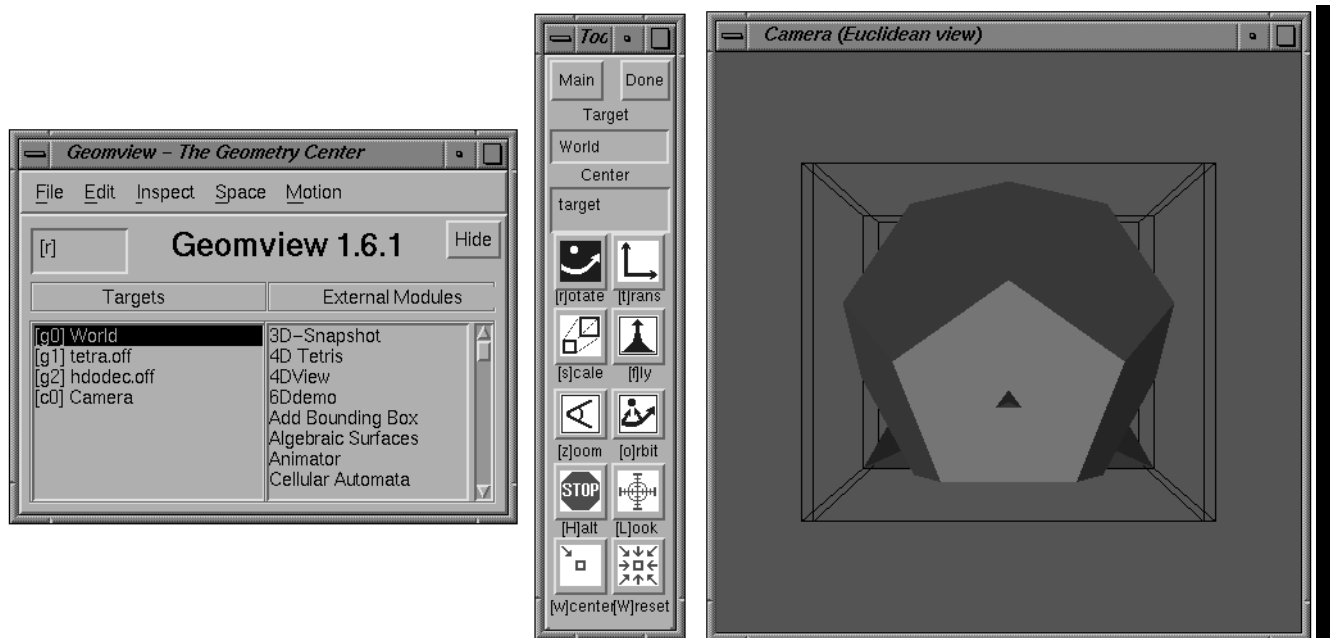 Geomview – The Geometry Center
File Edit Inspect Space Motion
[r]
Geomview 1.6.1
Hide
Targets
External Modules
[g0] World
[g1] tetra.off
[g2] hdodec.off
[c0] Camera
3D–Snapshot
4D Tetris
4DView
6Ddemo
Add Bounding Box
Algebraic Surfaces
Animator
Cellular Automata
Toc
Main Done
Target
World
Center
target
[r]otate [t]rans
[s]cale [f]ly
[z]oom [o]rbit
STOP
[H]alt [L]ook
[w]center [W]reset
Camera (Euclidean view)